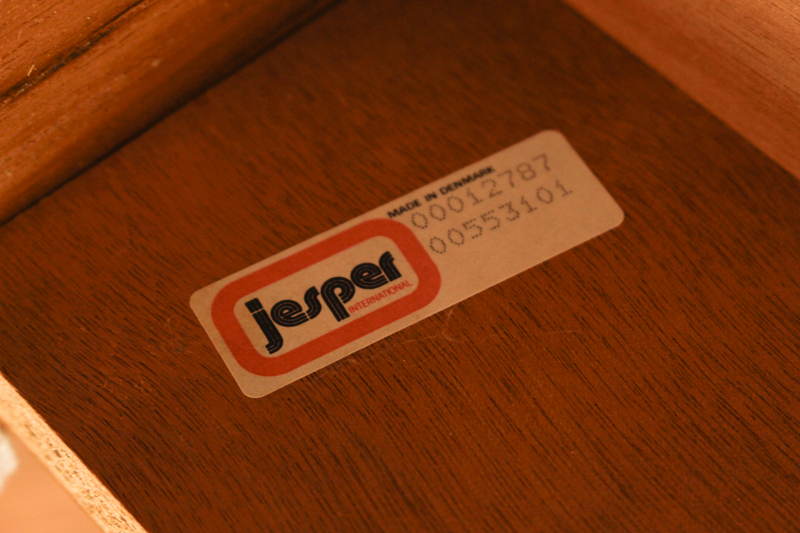 MADE IN DENMARK
00012787
00553101
jesper
INTERNATIONAL